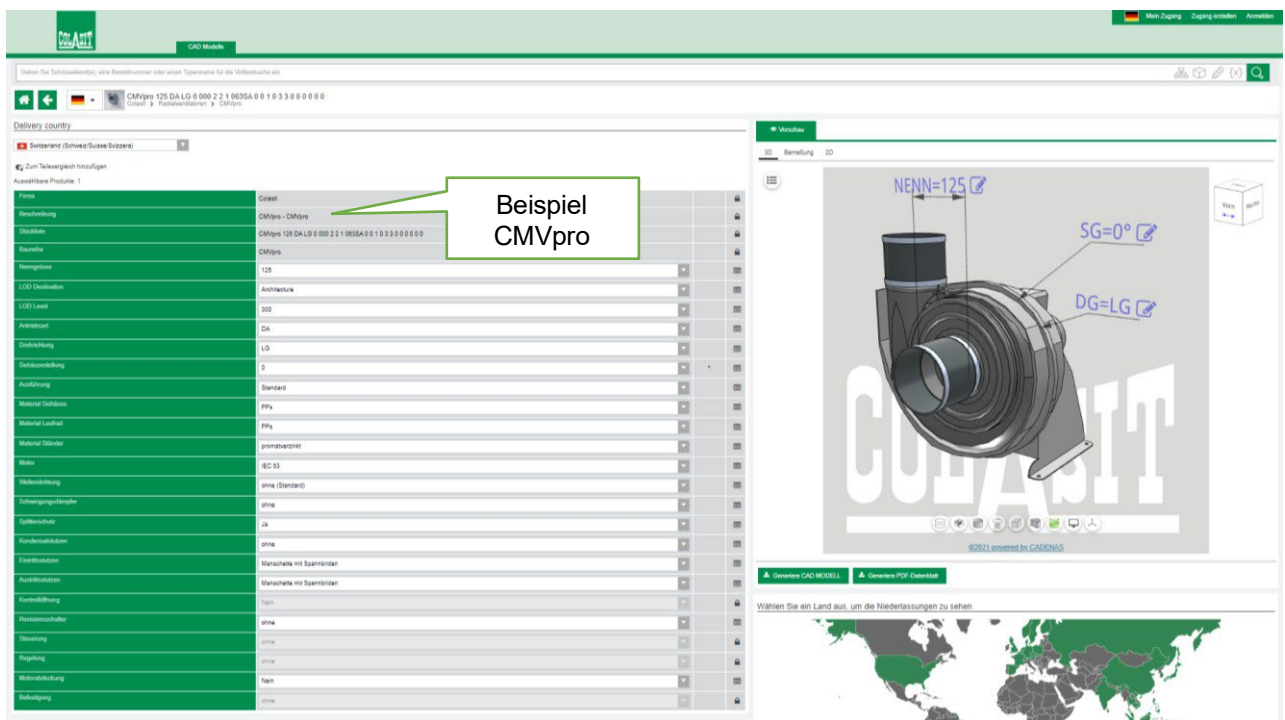 Mein Zugang Zugang erstellen Anmelden
COLASIT
CAD Modelle
Geben Sie Schlüsselwort(e), eine Bestellnummer oder einen Typenname für die Volltextsuche ein
CMVpro 125 DA LG 0 000 2 2 1 063SA 0 0 1 0 3 3 0 0 0 0 0 0
Colasit > Radialventilatoren > CMVpro
Delivery country
Switzerland (Schweiz/Suisse/Svizzera)
Zum Teilevergleich hinzufügen
Auswählbare Produkte: 1
Firma Colasit
Beschreibung CMVpro - CMVpro
Stückliste CMVpro 125 DA LG 0 000 2 2 1 063SA 0 0 1 0 3 3 0 0 0 0 0 0
Baureihe CMVpro
Nenngrösse 125
LOD Destination Architecture
LOD Level 300
Antriebsart DA
Drehrichtung LG
Gehäusestellung 0 *
Ausführung Standard
Material Gehäuse PPs
Material Laufrad PPs
Material Ständer promatverzinkt
Motor IEC 63
Wellendichtung ohne (Standard)
Schwingungsdämpfer ohne
Splitterschutz Ja
Kondensatstutzen ohne
Eintrittsstutzen Manschette mit Spannbriden
Austrittsstutzen Manschette mit Spannbriden
Kontrollöffnung Nein
Revisionsschalter ohne
Steuerung ohne
Regelung ohne
Motorabdeckung Nein
Befestigung ohne
Beispiel
CMVpro
Vorschau
3D Bemaßung 2D
NENN=125
SG=0°
DG=LG
Vorn
COLASIT
©2021 powered by CADENAS
Generiere CAD MODELL Generiere PDF-Datenblatt
Wählen Sie ein Land aus, um die Niederlassungen zu sehen